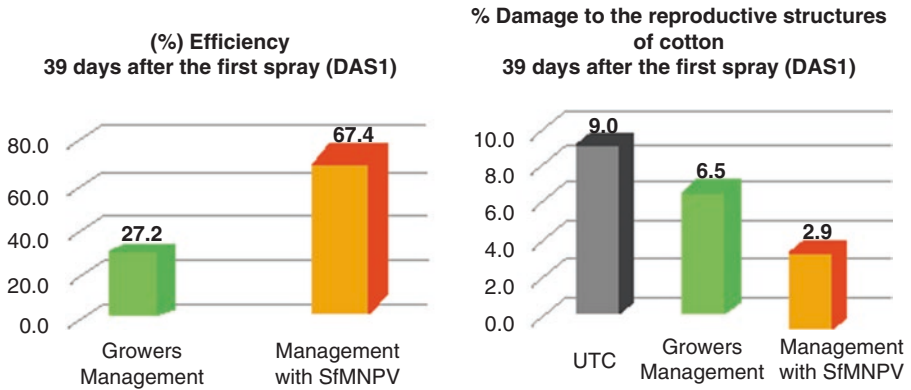 (%) Efficiency
39 days after the first spray (DAS1)
80.0
60.0
40.0
20.0
0.0
27.2
67.4
Growers
Management
Management
with SfMNPV
% Damage to the reproductive structures
of cotton
39 days after the first spray (DAS1)
10.0
8.0
6.0
4.0
2.0
0.0
9.0
6.5
2.9
UTC
Growers
Management
Management
with SfMNPV